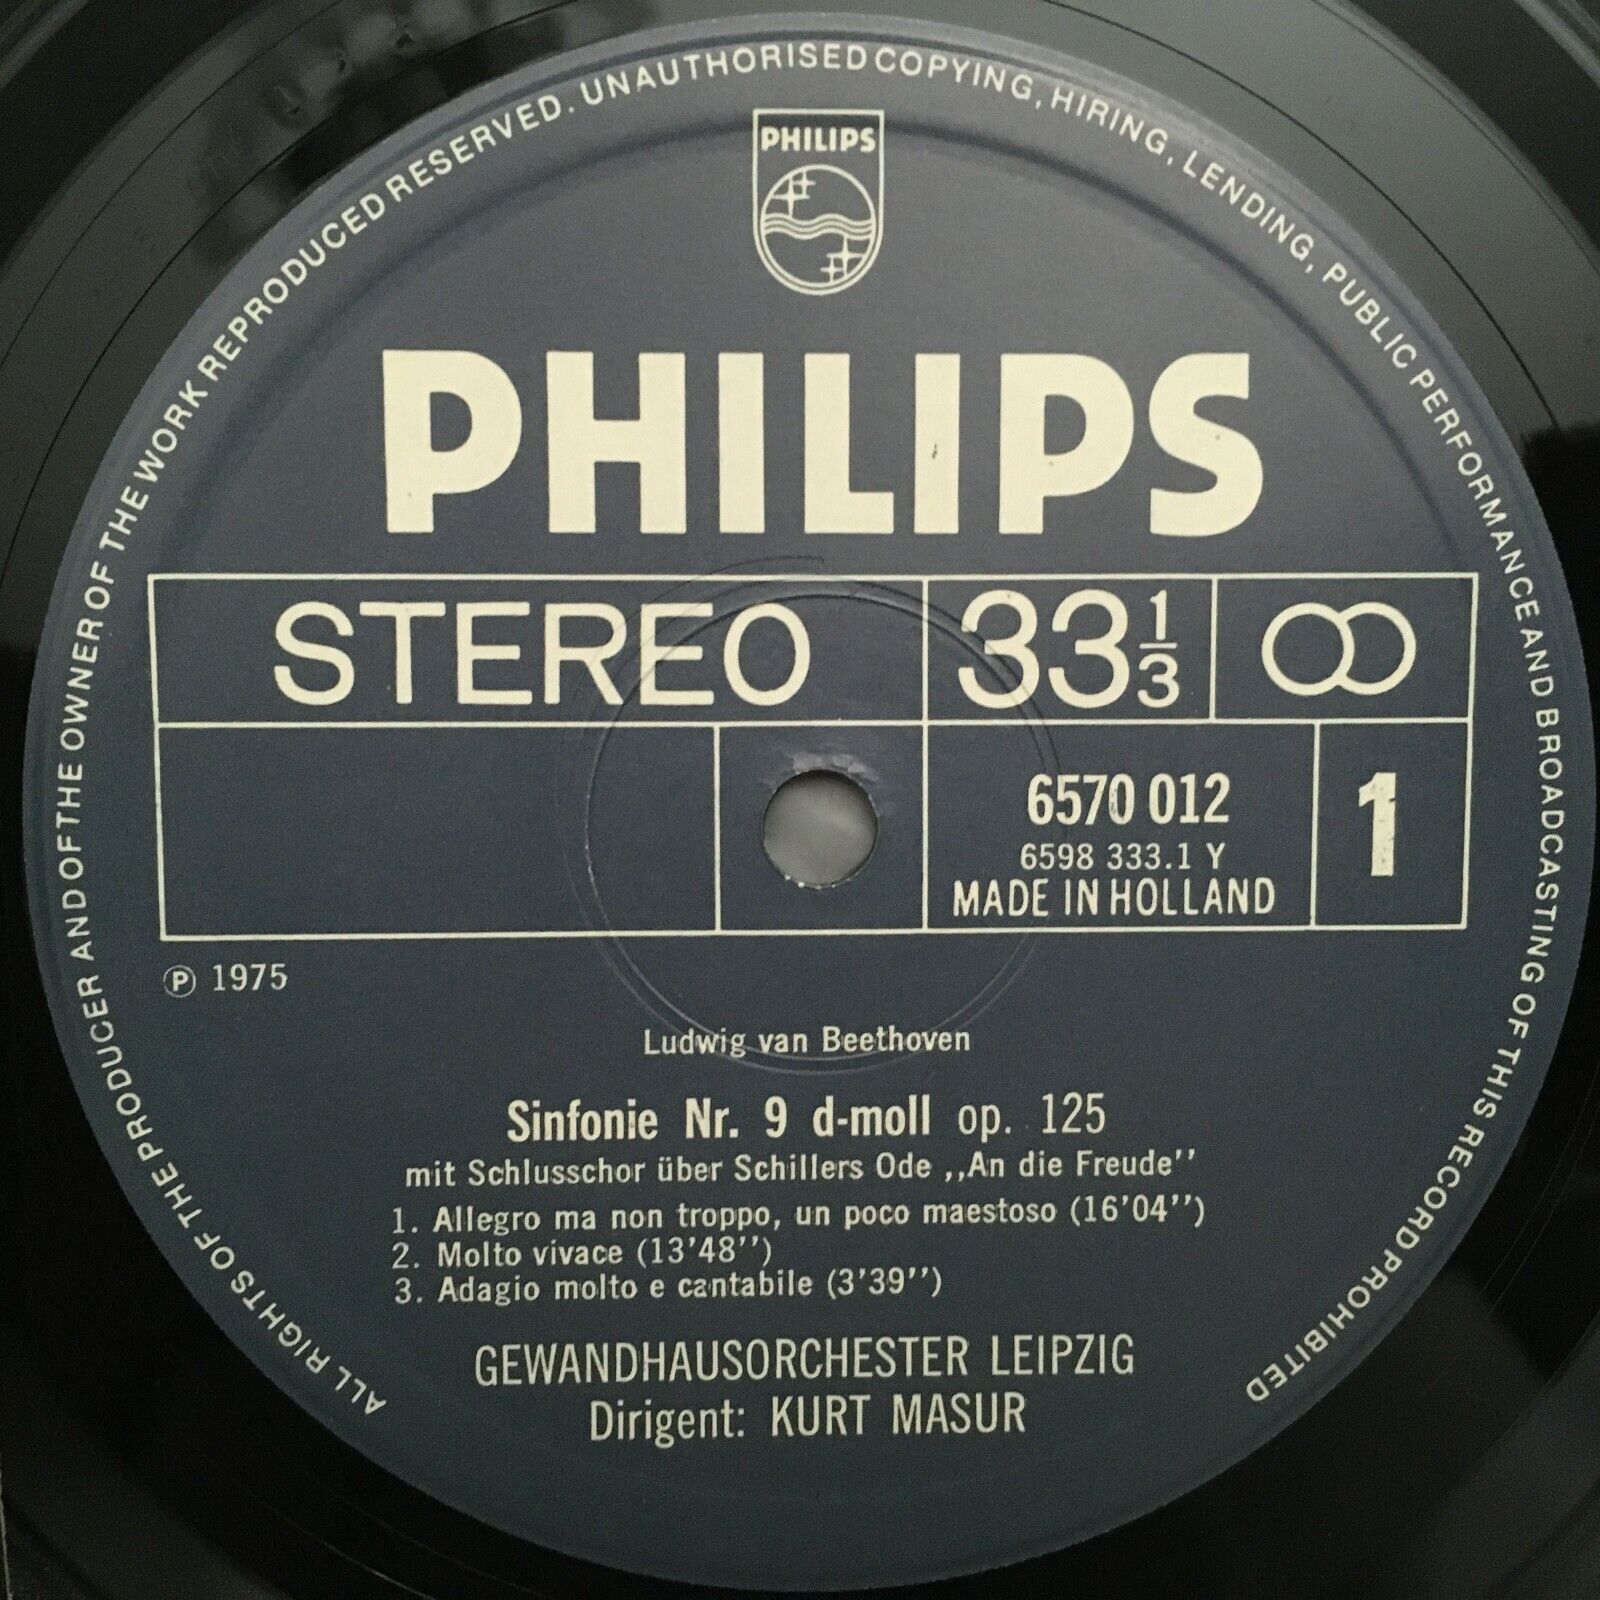 ALL RIGHTS OF THE PRODUCER AND OF THE OWNER OF THE WORK REPRODUCED RESERVED. UNAUTHORISED COPYING, HIRING, LENDING, PUBLIC PERFORMANCE AND BROADCASTING OF THIS RECORD PROHIBITED
PHILIPS
PHILIPS
STEREO 33 1/3
6570 012 1
6598 333.1 Y
MADE IN HOLLAND
Ⓟ 1975
Ludwig van Beethoven
Sinfonie Nr. 9 d-moll op. 125
mit Schlusschor über Schillers Ode ,,An die Freude''
1. Allegro ma non troppo, un poco maestoso (16'04'')
2. Molto vivace (13'48'')
3. Adagio molto e cantabile (3'39'')
GEWANDHAUSORCHESTER LEIPZIG
Dirigent: KURT MASUR